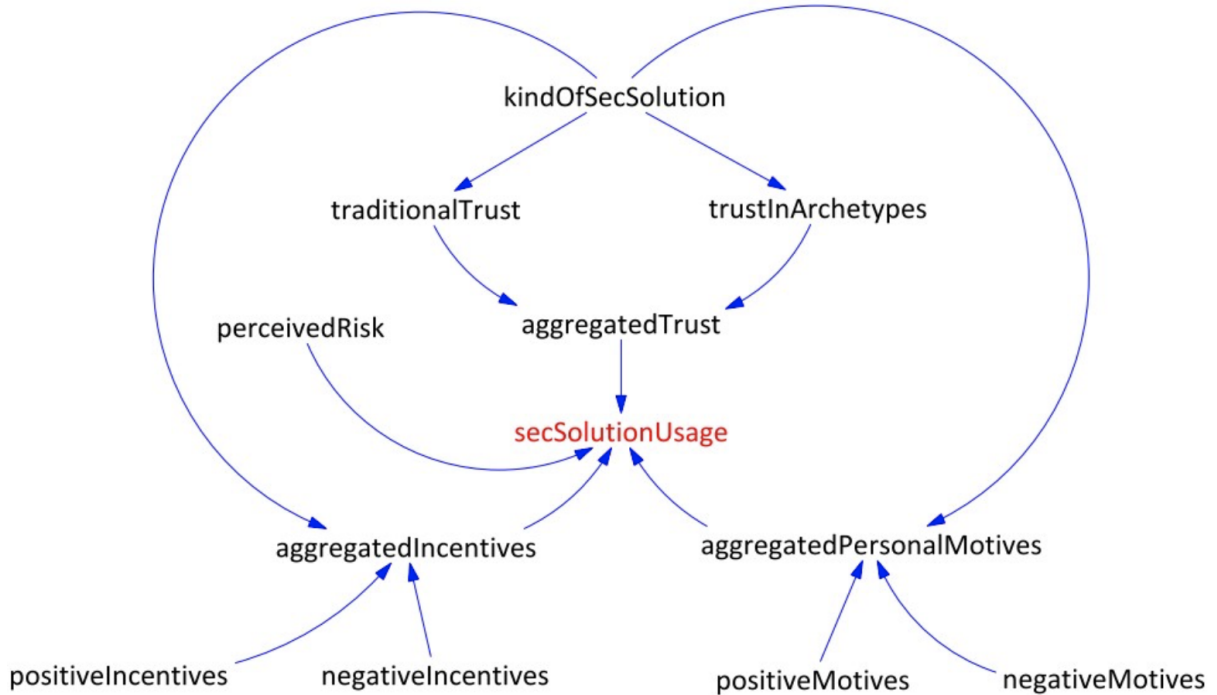 kindOfSecSolution
traditionalTrust
trustInArchetypes
perceivedRisk
aggregatedTrust
secSolutionUsage
aggregatedIncentives
aggregatedPersonalMotives
positiveIncentives
negativeIncentives
positiveMotives
negativeMotives